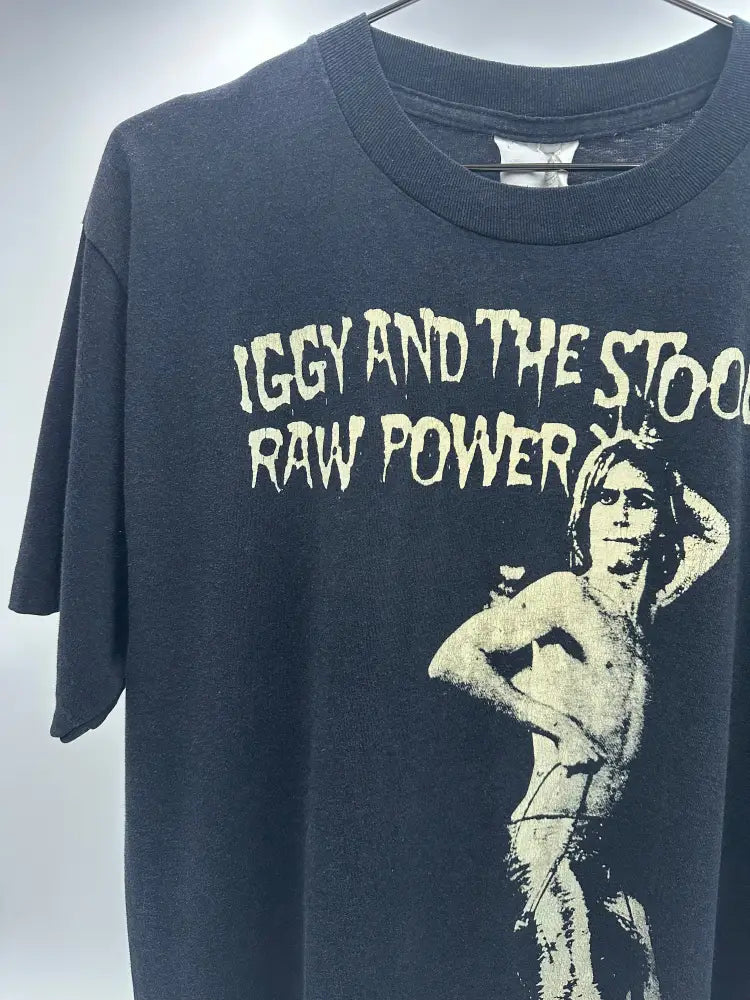 IGGY AND THE STOO
RAW POWER